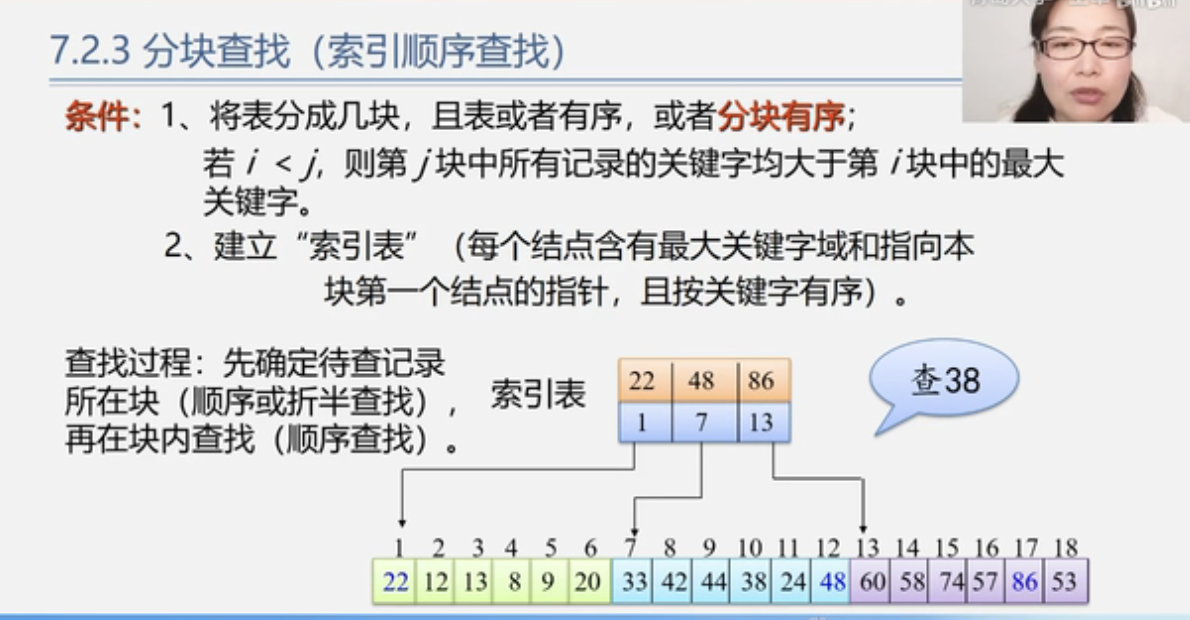 7.2.3 分块查找（索引顺序查找）
条件：1、将表分成几块，且表或者有序，或者分块有序；
若 i < j，则第 j 块中所有记录的关键字均大于第 i 块中的最大
关键字。
2、建立“索引表”（每个结点含有最大关键字域和指向本
块第一个结点的指针，且按关键字有序）。
查找过程：先确定待查记录
所在块（顺序或折半查找），
再在块内查找（顺序查找）。
索引表
22 48 86
1 7 13
查38
1 2 3 4 5 6 7 8 9 10 11 12 13 14 15 16 17 18
22 12 13 8 9 20 33 42 44 38 24 48 60 58 74 57 86 53